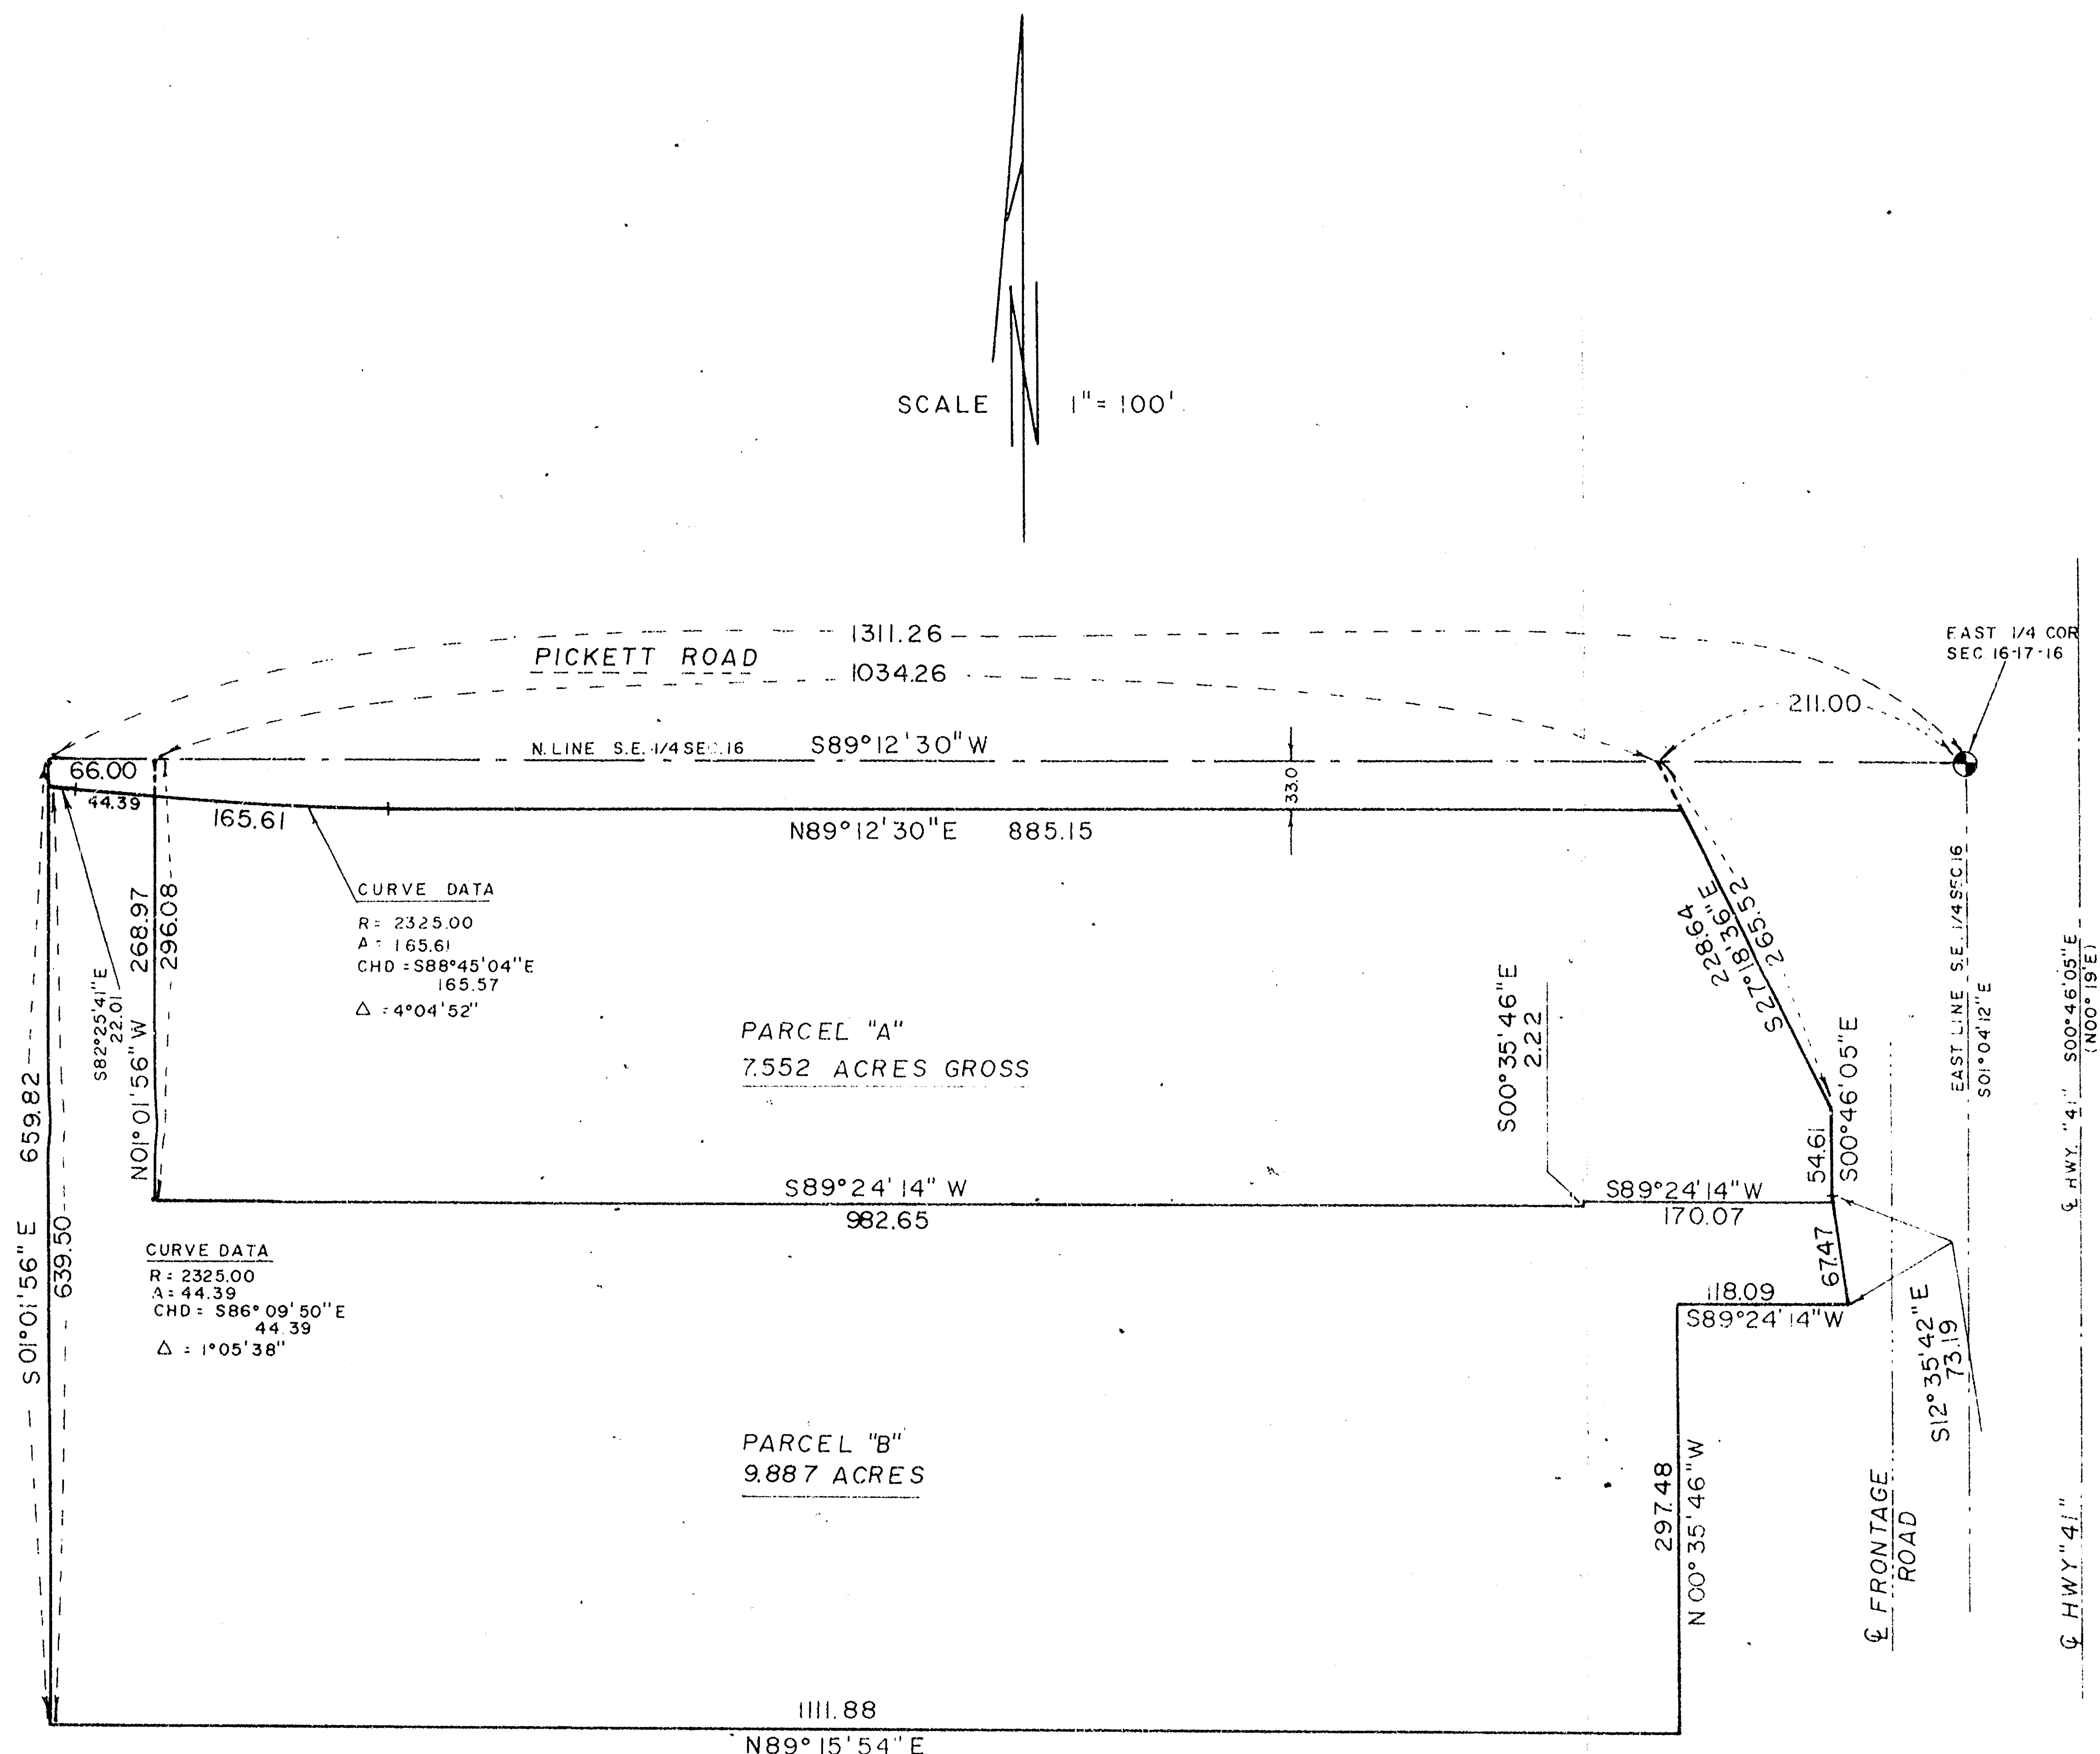 N
SCALE 1"=100'
1311.26
PICKETT ROAD
1034.26
EAST 1/4 COR
SEC 16-17-16
211.00
N. LINE S.E. 1/4 SEC. 16 S89°12'30"W
66.00
44.39
165.61
33.0
N89°12'30"E 885.15
CURVE DATA
R= 2325.00
A= 165.61
CHD = S88°45'04"E
165.57
Δ = 4°04'52"
268.97
296.08
N01°01'56"W
S82°25'41"E
22.01
228.64
S27°18'36"E
265.52
EAST LINE S.E. 1/4 SEC 16
S01°04'12"E
℄ HWY. "41" S00°46'05"E
(N00°19'E)
PARCEL "A"
7.552 ACRES GROSS
S00°35'46"E
2.22
54.61
S00°46'05"E
S89°24'14"W
982.65
S89°24'14"W
170.07
659.82
S01°01'56"E
639.50
CURVE DATA
R= 2325.00
A= 44.39
CHD= S86°09'50"E
44.39
Δ = 1°05'38"
67.47
118.09
S89°24'14"W
S12°35'42"E
73.19
PARCEL "B"
9.887 ACRES
297.48
N00°35'46"W
℄ FRONTAGE
ROAD
℄ HWY "41"
1111.88
N89°15'54"E